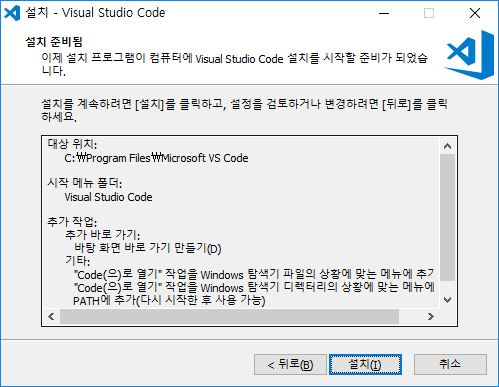 설치 - Visual Studio Code
설치 준비됨
이제 설치 프로그램이 컴퓨터에 Visual Studio Code 설치를 시작할 준비가 되었습
니다.
설치를 계속하려면 [설치]를 클릭하고, 설정을 검토하거나 변경하려면 [뒤로]를 클릭
하세요.
대상 위치:
C:₩Program Files₩Microsoft VS Code
시작 메뉴 폴더:
Visual Studio Code
추가 작업:
추가 바로 가기:
바탕 화면 바로 가기 만들기(D)
기타:
"Code(으)로 열기" 작업을 Windows 탐색기 파일의 상황에 맞는 메뉴에 추가
"Code(으)로 열기" 작업을 Windows 탐색기 디렉터리의 상황에 맞는 메뉴에
PATH에 추가(다시 시작한 후 사용 가능)
< 뒤로(B)
설치(I)
취소